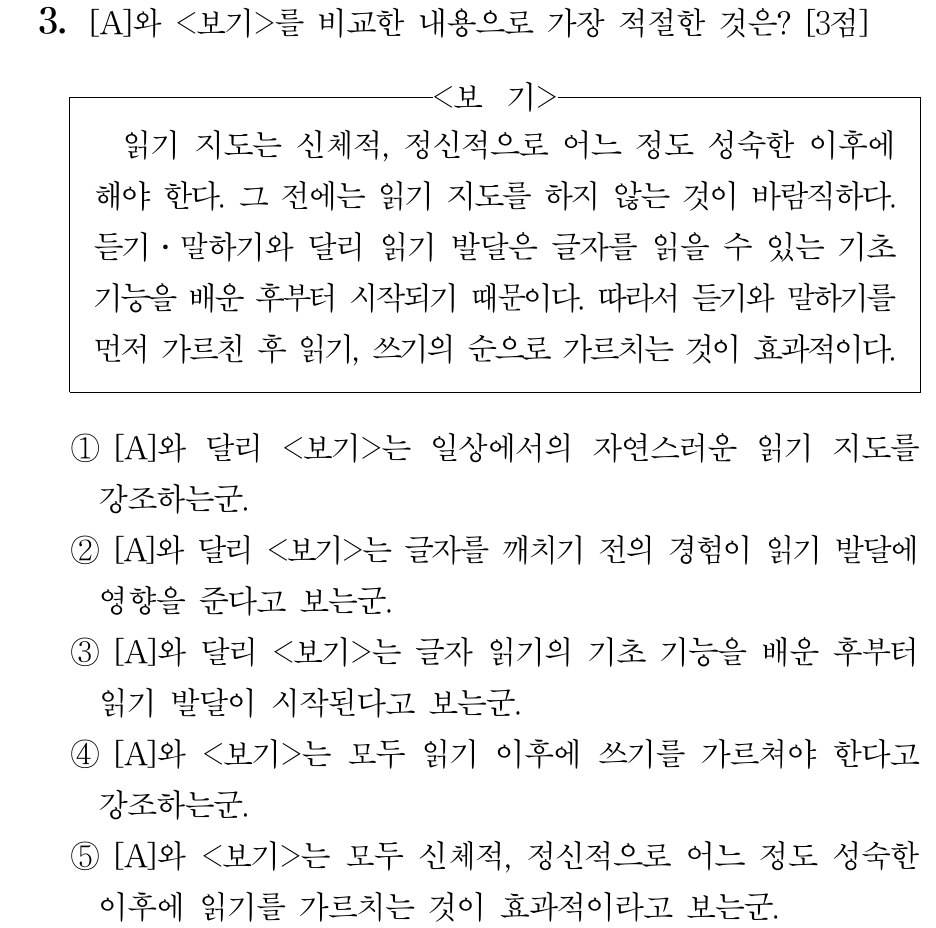 3. [A]와 <보기>를 비교한 내용으로 가장 적절한 것은? [3점]
<보 기>
읽기 지도는 신체적, 정신적으로 어느 정도 성숙한 이후에
해야 한다. 그 전에는 읽기 지도를 하지 않는 것이 바람직하다.
듣기·말하기와 달리 읽기 발달은 글자를 읽을 수 있는 기초
기능을 배운 후부터 시작되기 때문이다. 따라서 듣기와 말하기를
먼저 가르친 후 읽기, 쓰기의 순으로 가르치는 것이 효과적이다.
① [A]와 달리 <보기>는 일상에서의 자연스러운 읽기 지도를
강조하는군.
② [A]와 달리 <보기>는 글자를 깨치기 전의 경험이 읽기 발달에
영향을 준다고 보는군.
③ [A]와 달리 <보기>는 글자 읽기의 기초 기능을 배운 후부터
읽기 발달이 시작된다고 보는군.
④ [A]와 <보기>는 모두 읽기 이후에 쓰기를 가르쳐야 한다고
강조하는군.
⑤ [A]와 <보기>는 모두 신체적, 정신적으로 어느 정도 성숙한
이후에 읽기를 가르치는 것이 효과적이라고 보는군.